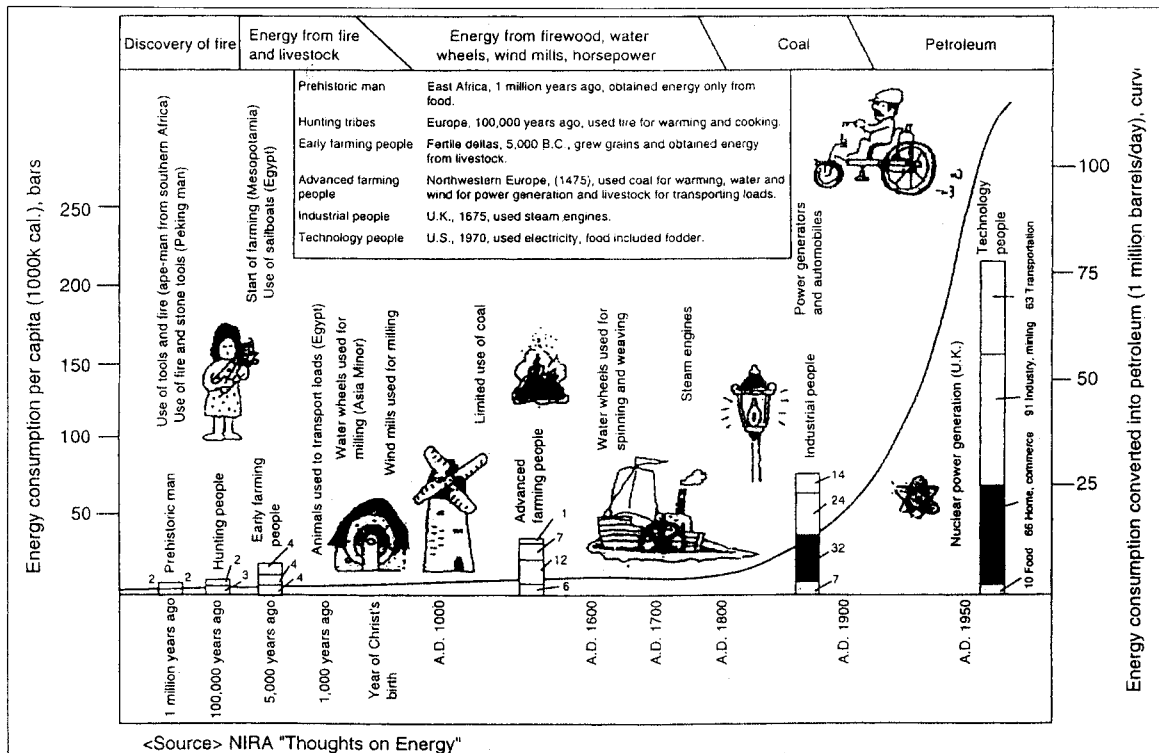 Discovery of fire
Energy from fire
and livestock
Energy from firewood, water
wheels, wind mills, horsepower
Coal
Petroleum
Prehistoric man
East Africa, 1 million years ago, obtained energy only from
food.
Hunting tribes
Europe, 100,000 years ago, used fire for warming and cooking.
Early farming people
Fertile deltas, 5,000 B.C., grew grains and obtained energy
from livestock.
Advanced farming
people
Northwestern Europe, (1475), used coal for warming, water and
wind for power generation and livestock for transporting loads.
Industrial people
U.K., 1675, used steam engines.
Technology people
U.S., 1970, used electricity, food included fodder.
Energy consumption per capita (1000k cal.), bars
250
200
150
100
50
Use of tools and fire (ape-man from southern Africa)
Use of fire and stone tools (Peking man)
Start of farming (Mesopotamia)
Use of sailboats (Egypt)
Animals used to transport loads (Egypt)
Water wheels used for
milling (Asia Minor)
Wind mills used for milling
Limited use of coal
Water wheels used for
spinning and weaving
Steam engines
Power generators
and automobiles
Nuclear power generation (U.K.)
Prehistoric man
2
2
Hunting people
2
3
Early farming
people
4
4
4
Advanced
farming people
1
7
12
6
Industrial people
14
24
32
7
Technology
people
10 Food 66 Home, commerce 91 Industry, mining 63 Transportation
100
75
50
25
Energy consumption converted into petroleum (1 million barrels/day), curv
1 million years ago
100,000 years ago
5,000 years ago
1,000 years ago
Year of Christ's
birth
A.D. 1000
A.D. 1600
A.D. 1700
A.D. 1800
A.D. 1900
A.D. 1950
<Source> NIRA "Thoughts on Energy"